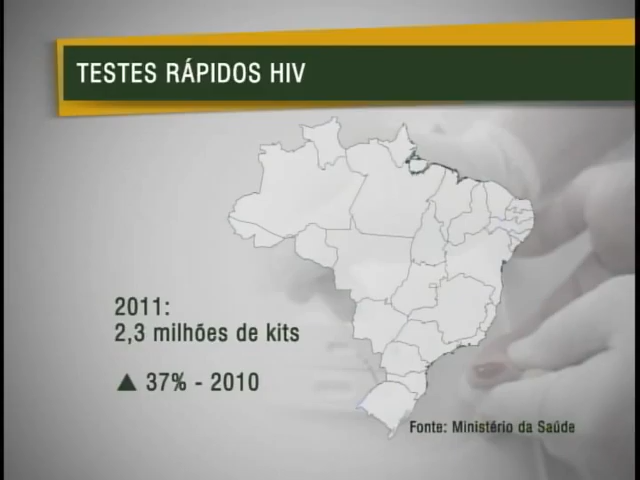 TESTES RÁPIDOS HIV
2011:
2,3 milhões de kits
▲ 37% - 2010
Fonte: Ministério da Saúde